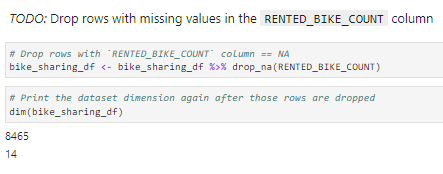 TODO: Drop rows with missing values in the RENTED_BIKE_COUNT column
# Drop rows with `RENTED_BIKE_COUNT` column == NA
bike_sharing_df <- bike_sharing_df %>% drop_na(RENTED_BIKE_COUNT)
# Print the dataset dimension again after those rows are dropped
dim(bike_sharing_df)
8465
14